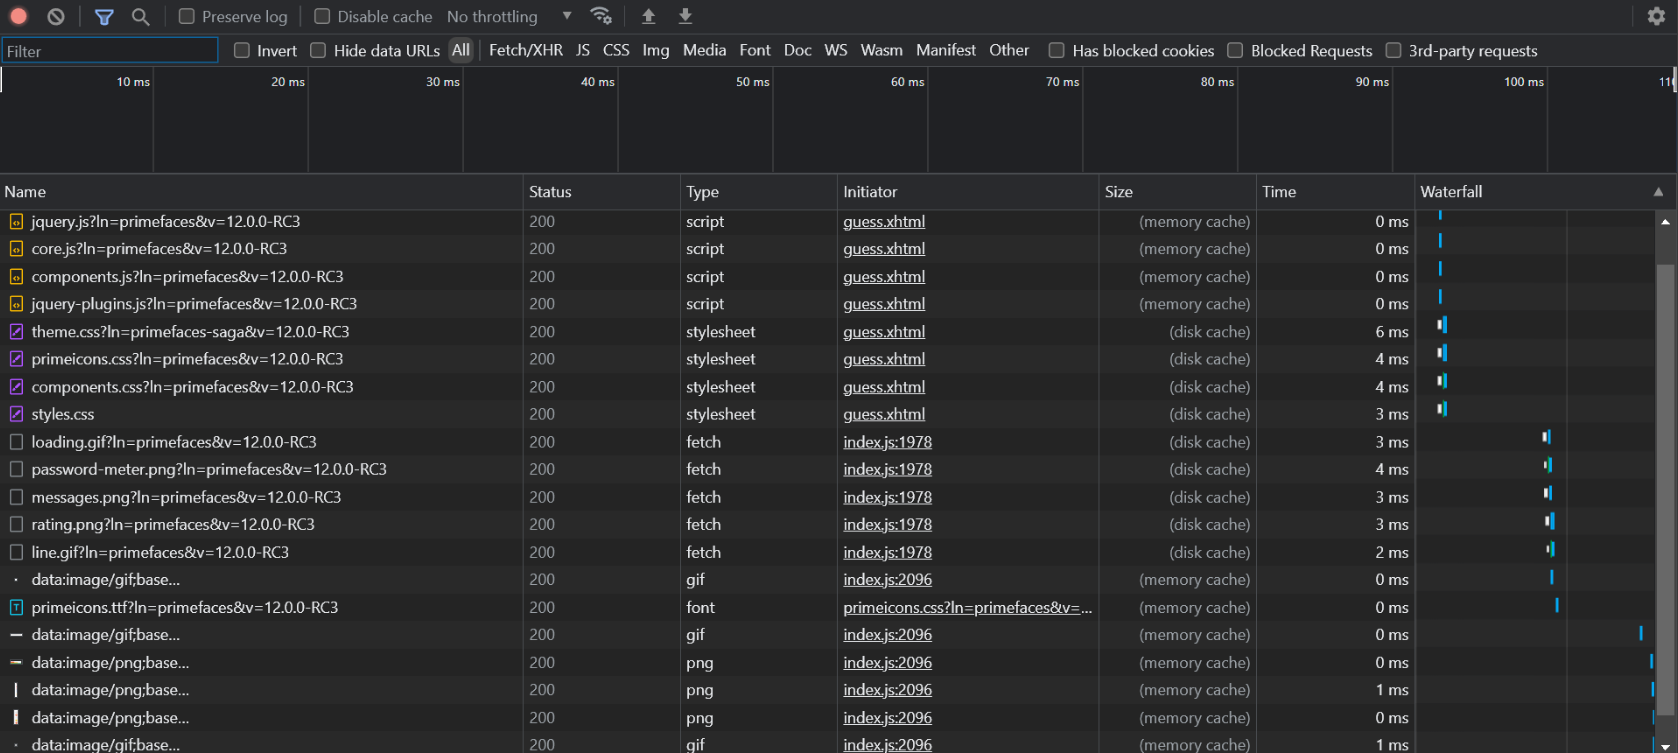 Preserve log Disable cache No throttling
Filter Invert Hide data URLs All Fetch/XHR JS CSS Img Media Font Doc WS Wasm Manifest Other Has blocked cookies Blocked Requests 3rd-party requests
10 ms 20 ms 30 ms 40 ms 50 ms 60 ms 70 ms 80 ms 90 ms 100 ms 110
Name Status Type Initiator Size Time Waterfall
jquery.js?ln=primefaces&v=12.0.0-RC3 200 script guess.xhtml (memory cache) 0 ms
core.js?ln=primefaces&v=12.0.0-RC3 200 script guess.xhtml (memory cache) 0 ms
components.js?ln=primefaces&v=12.0.0-RC3 200 script guess.xhtml (memory cache) 0 ms
jquery-plugins.js?ln=primefaces&v=12.0.0-RC3 200 script guess.xhtml (memory cache) 0 ms
theme.css?ln=primefaces-saga&v=12.0.0-RC3 200 stylesheet guess.xhtml (disk cache) 6 ms
primeicons.css?ln=primefaces&v=12.0.0-RC3 200 stylesheet guess.xhtml (disk cache) 4 ms
components.css?ln=primefaces&v=12.0.0-RC3 200 stylesheet guess.xhtml (disk cache) 4 ms
styles.css 200 stylesheet guess.xhtml (disk cache) 3 ms
loading.gif?ln=primefaces&v=12.0.0-RC3 200 fetch index.js:1978 (disk cache) 3 ms
password-meter.png?ln=primefaces&v=12.0.0-RC3 200 fetch index.js:1978 (disk cache) 4 ms
messages.png?ln=primefaces&v=12.0.0-RC3 200 fetch index.js:1978 (disk cache) 3 ms
rating.png?ln=primefaces&v=12.0.0-RC3 200 fetch index.js:1978 (disk cache) 3 ms
line.gif?ln=primefaces&v=12.0.0-RC3 200 fetch index.js:1978 (disk cache) 2 ms
data:image/gif;base... 200 gif index.js:2096 (memory cache) 0 ms
primeicons.ttf?ln=primefaces&v=12.0.0-RC3 200 font primeicons.css?ln=primefaces&v=... (memory cache) 0 ms
data:image/gif;base... 200 gif index.js:2096 (memory cache) 0 ms
data:image/png;base... 200 png index.js:2096 (memory cache) 0 ms
data:image/png;base... 200 png index.js:2096 (memory cache) 1 ms
data:image/png;base... 200 png index.js:2096 (memory cache) 0 ms
data:image/gif;base... 200 gif index.js:2096 (memory cache) 1 ms